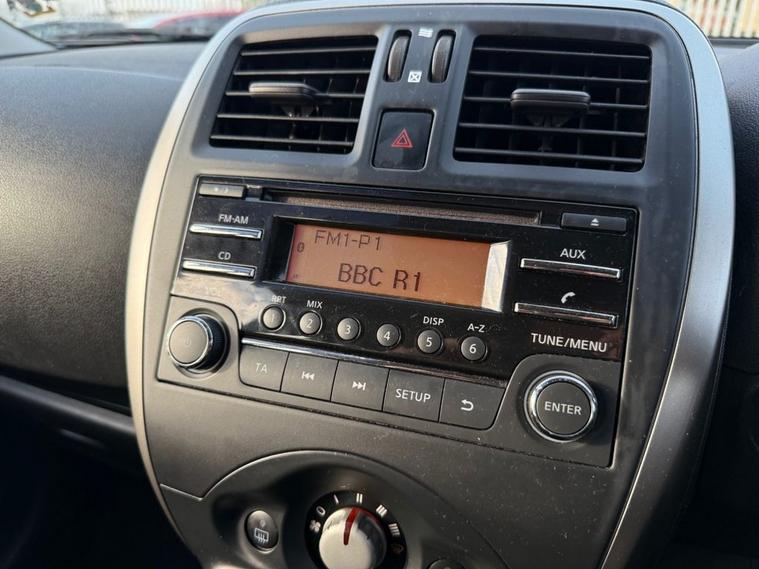 FM-AM
CD
FM1-P1
BBC R1
AUX
VOL
RPT
MIX
DISP
A-Z
1 2 3 4 5 6
TUNE/MENU
TA
SETUP
ENTER